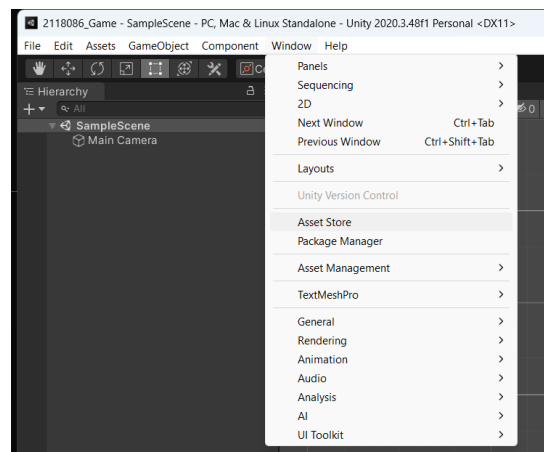 2118086_Game - SampleScene - PC, Mac & Linux Standalone - Unity 2020.3.48f1 Personal <DX11>
File Edit Assets GameObject Component Window Help
Hierarchy
All
SampleScene
Main Camera
Panels
Sequencing
2D
Next Window Ctrl+Tab
Previous Window Ctrl+Shift+Tab
Layouts
Unity Version Control
Asset Store
Package Manager
Asset Management
TextMeshPro
General
Rendering
Animation
Audio
Analysis
AI
UI Toolkit
0